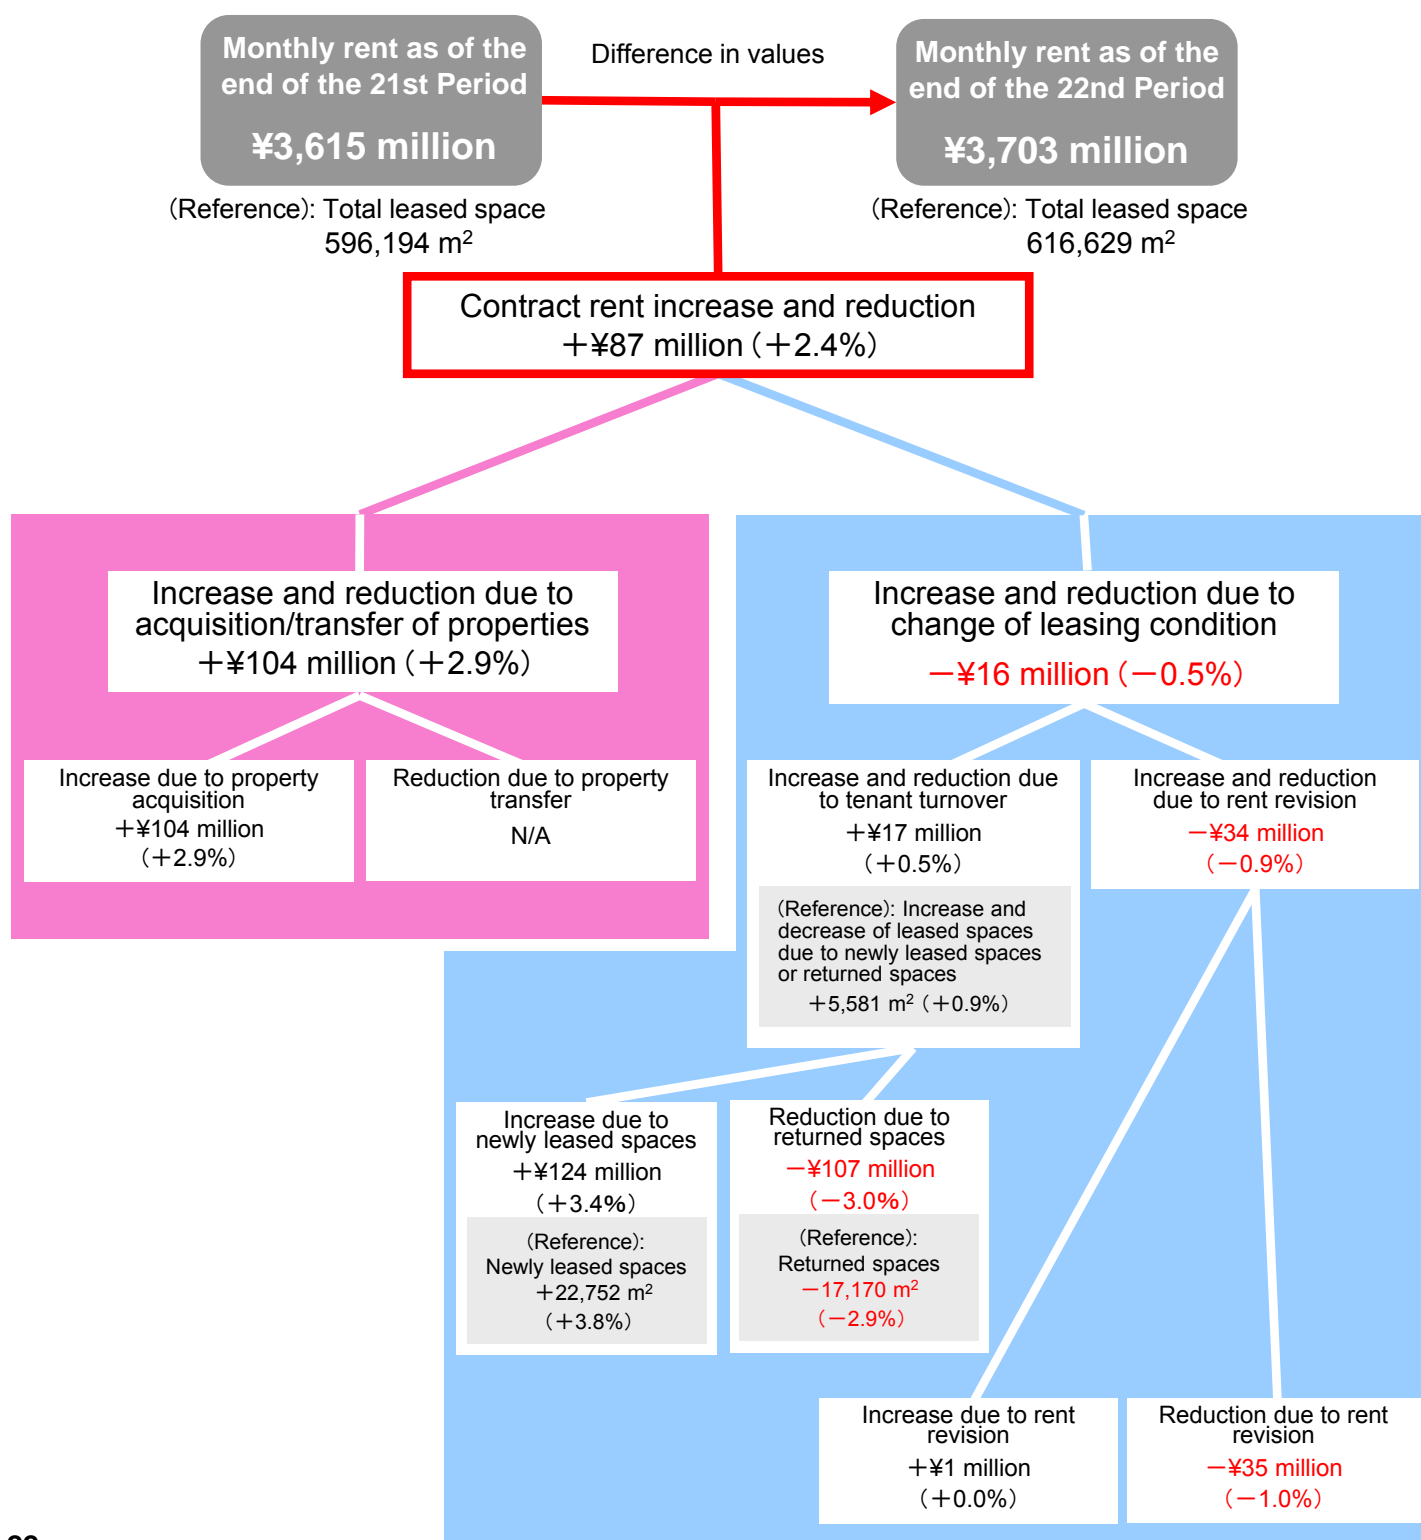 Monthly rent as of the
end of the 21st Period
¥3,615 million
Difference in values
Monthly rent as of the
end of the 22nd Period
¥3,703 million
(Reference): Total leased space
596,194 m²
(Reference): Total leased space
616,629 m²
Contract rent increase and reduction
＋¥87 million (＋2.4%)
Increase and reduction due to
acquisition/transfer of properties
＋¥104 million (＋2.9%)
Increase and reduction due to
change of leasing condition
－¥16 million (－0.5%)
Increase due to property
acquisition
＋¥104 million
(＋2.9%)
Reduction due to property
transfer
N/A
Increase and reduction due
to tenant turnover
＋¥17 million
(＋0.5%)
(Reference): Increase and
decrease of leased spaces
due to newly leased spaces
or returned spaces
＋5,581 m² (＋0.9%)
Increase and reduction
due to rent revision
－¥34 million
(－0.9%)
Increase due to
newly leased spaces
＋¥124 million
(＋3.4%)
(Reference):
Newly leased spaces
＋22,752 m²
(＋3.8%)
Reduction due to
returned spaces
－¥107 million
(－3.0%)
(Reference):
Returned spaces
－17,170 m²
(－2.9%)
Increase due to rent
revision
＋¥1 million
(＋0.0%)
Reduction due to rent
revision
－¥35 million
(－1.0%)